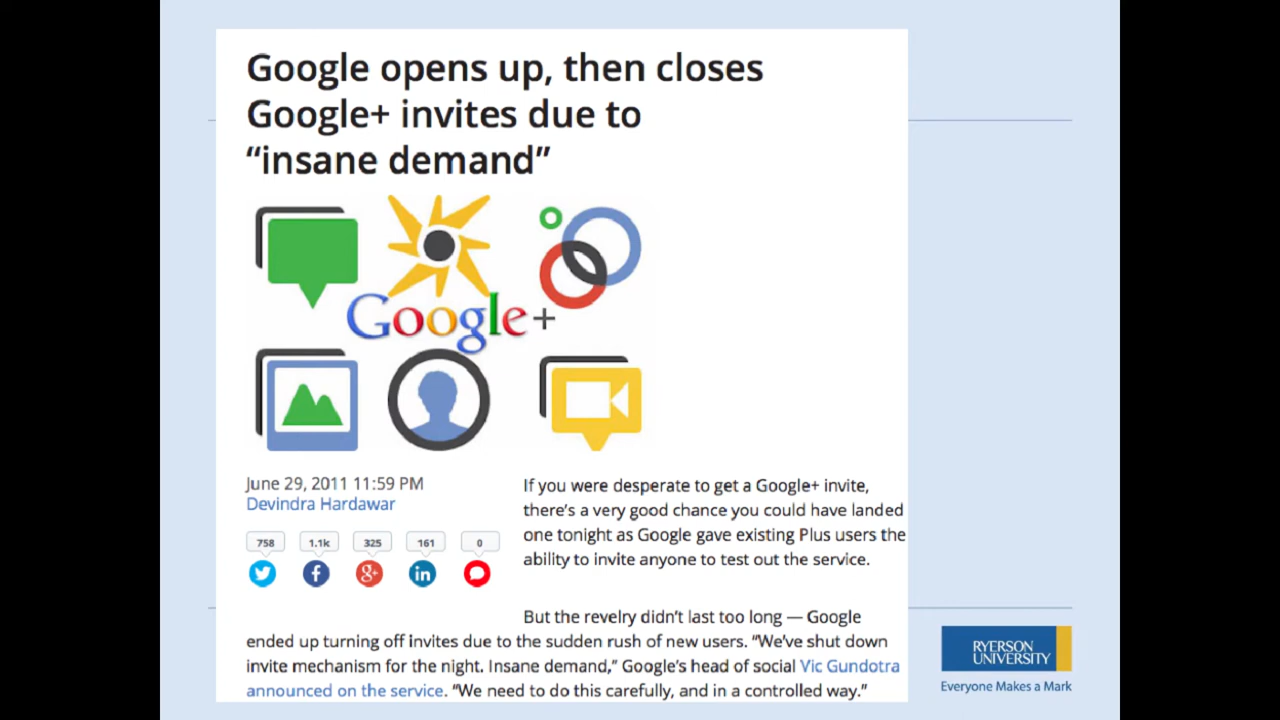 Google opens up, then closes
Google+ invites due to
“insane demand”
Google+
June 29, 2011 11:59 PM
Devindra Hardawar
758 1.1k 325 161 0
g+ in
If you were desperate to get a Google+ invite,
there’s a very good chance you could have landed
one tonight as Google gave existing Plus users the
ability to invite anyone to test out the service.
But the revelry didn’t last too long — Google
ended up turning off invites due to the sudden rush of new users. “We’ve shut down
invite mechanism for the night. Insane demand,” Google’s head of social Vic Gundotra
announced on the service. “We need to do this carefully, and in a controlled way.”
RYERSON
UNIVERSITY
Everyone Makes a Mark